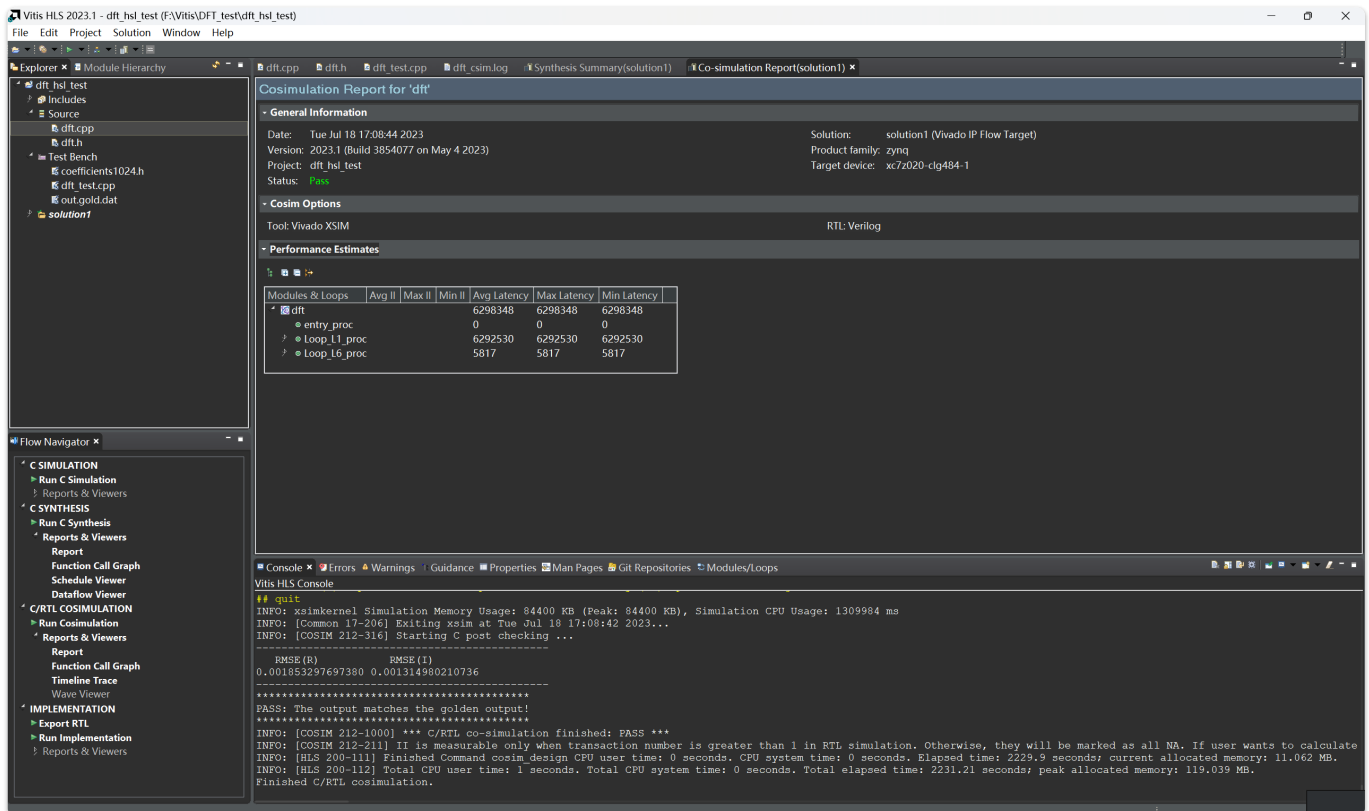 Vitis HLS 2023.1 - dft_hsl_test (F:\Vitis\DFT_test\dft_hsl_test)
File Edit Project Solution Window Help
Explorer Module Hierarchy
dft_hsl_test
Includes
Source
dft.cpp
dft.h
Test Bench
coefficients1024.h
dft_test.cpp
out.gold.dat
solution1
Flow Navigator
C SIMULATION
Run C Simulation
Reports & Viewers
C SYNTHESIS
Run C Synthesis
Reports & Viewers
Report
Function Call Graph
Schedule Viewer
Dataflow Viewer
C/RTL COSIMULATION
Run Cosimulation
Reports & Viewers
Report
Function Call Graph
Timeline Trace
Wave Viewer
IMPLEMENTATION
Export RTL
Run Implementation
Reports & Viewers
dft.cpp dft.h dft_test.cpp dft_csim.log Synthesis Summary(solution1) Co-simulation Report(solution1)
Cosimulation Report for 'dft'
General Information
Date: Tue Jul 18 17:08:44 2023 Solution: solution1 (Vivado IP Flow Target)
Version: 2023.1 (Build 3854077 on May 4 2023) Product family: zynq
Project: dft_hsl_test Target device: xc7z020-clg484-1
Status: Pass
Cosim Options
Tool: Vivado XSIM RTL: Verilog
Performance Estimates
Modules & Loops Avg II Max II Min II Avg Latency Max Latency Min Latency
dft 6298348 6298348 6298348
entry_proc 0 0 0
Loop_L1_proc 6292530 6292530 6292530
Loop_L6_proc 5817 5817 5817
Console Errors Warnings Guidance Properties Man Pages Git Repositories Modules/Loops
Vitis HLS Console
## quit
INFO: xsimkernel Simulation Memory Usage: 84400 KB (Peak: 84400 KB), Simulation CPU Usage: 1309984 ms
INFO: [Common 17-206] Exiting xsim at Tue Jul 18 17:08:42 2023...
INFO: [COSIM 212-316] Starting C post checking ...
----------------------------------------------
RMSE(R) RMSE(I)
0.001853297697380 0.001314980210736
----------------------------------------------
*******************************************
PASS: The output matches the golden output!
*******************************************
INFO: [COSIM 212-1000] *** C/RTL co-simulation finished: PASS ***
INFO: [COSIM 212-211] II is measurable only when transaction number is greater than 1 in RTL simulation. Otherwise, they will be marked as all NA. If user wants to calculate
INFO: [HLS 200-111] Finished Command cosim_design CPU user time: 0 seconds. CPU system time: 0 seconds. Elapsed time: 2229.9 seconds; current allocated memory: 11.062 MB.
INFO: [HLS 200-112] Total CPU user time: 1 seconds. Total CPU system time: 0 seconds. Total elapsed time: 2231.21 seconds; peak allocated memory: 119.039 MB.
Finished C/RTL cosimulation.